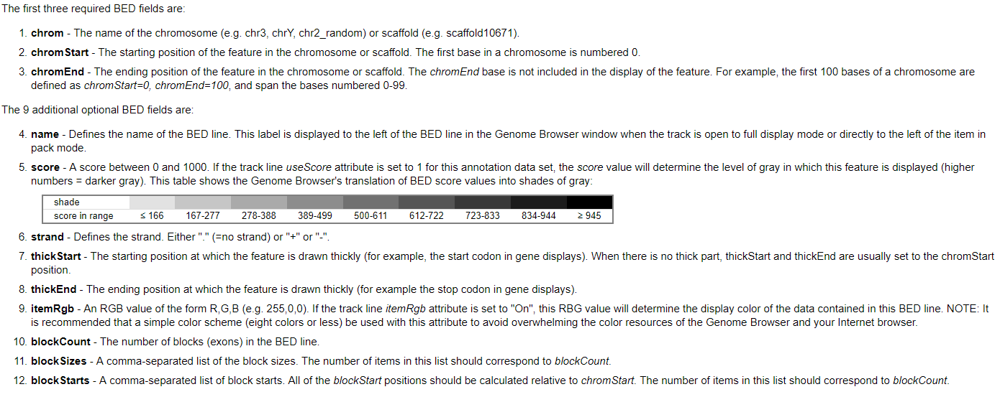 The first three required BED fields are:
1. chrom - The name of the chromosome (e.g. chr3, chrY, chr2_random) or scaffold (e.g. scaffold10671).
2. chromStart - The starting position of the feature in the chromosome or scaffold. The first base in a chromosome is numbered 0.
3. chromEnd - The ending position of the feature in the chromosome or scaffold. The chromEnd base is not included in the display of the feature. For example, the first 100 bases of a chromosome are
defined as chromStart=0, chromEnd=100, and span the bases numbered 0-99.
The 9 additional optional BED fields are:
4. name - Defines the name of the BED line. This label is displayed to the left of the BED line in the Genome Browser window when the track is open to full display mode or directly to the left of the item in
pack mode.
5. score - A score between 0 and 1000. If the track line useScore attribute is set to 1 for this annotation data set, the score value will determine the level of gray in which this feature is displayed (higher
numbers = darker gray). This table shows the Genome Browser's translation of BED score values into shades of gray:
shade
score in range ≤ 166 167-277 278-388 389-499 500-611 612-722 723-833 834-944 ≥ 945
6. strand - Defines the strand. Either "." (=no strand) or "+" or "-".
7. thickStart - The starting position at which the feature is drawn thickly (for example, the start codon in gene displays). When there is no thick part, thickStart and thickEnd are usually set to the chromStart
position.
8. thickEnd - The ending position at which the feature is drawn thickly (for example the stop codon in gene displays).
9. itemRgb - An RGB value of the form R,G,B (e.g. 255,0,0). If the track line itemRgb attribute is set to "On", this RBG value will determine the display color of the data contained in this BED line. NOTE: It
is recommended that a simple color scheme (eight colors or less) be used with this attribute to avoid overwhelming the color resources of the Genome Browser and your Internet browser.
10. blockCount - The number of blocks (exons) in the BED line.
11. blockSizes - A comma-separated list of the block sizes. The number of items in this list should correspond to blockCount.
12. blockStarts - A comma-separated list of block starts. All of the blockStart positions should be calculated relative to chromStart. The number of items in this list should correspond to blockCount.